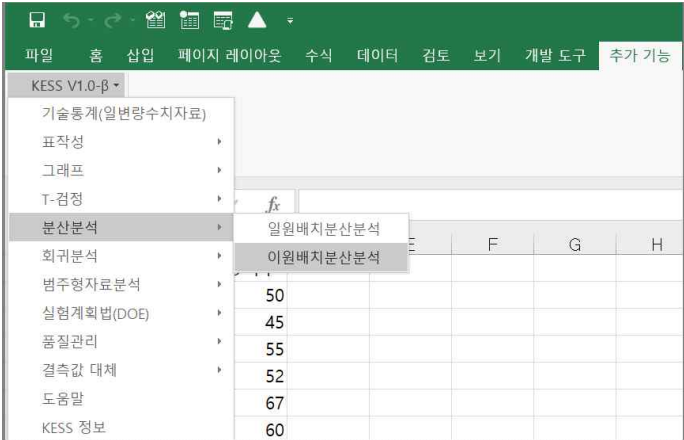 파일 홈 삽입 페이지 레이아웃 수식 데이터 검토 보기 개발 도구 추가 기능
KESS V1.0-β
기술통계(일변량수치자료)
표작성
그래프
T-검정
fx
분산분석
일원배치분산분석
E F G H
회귀분석
이원배치분산분석
범주형자료분석
50
실험계획법(DOE)
45
품질관리
55
결측값 대체
52
도움말
67
KESS 정보
60